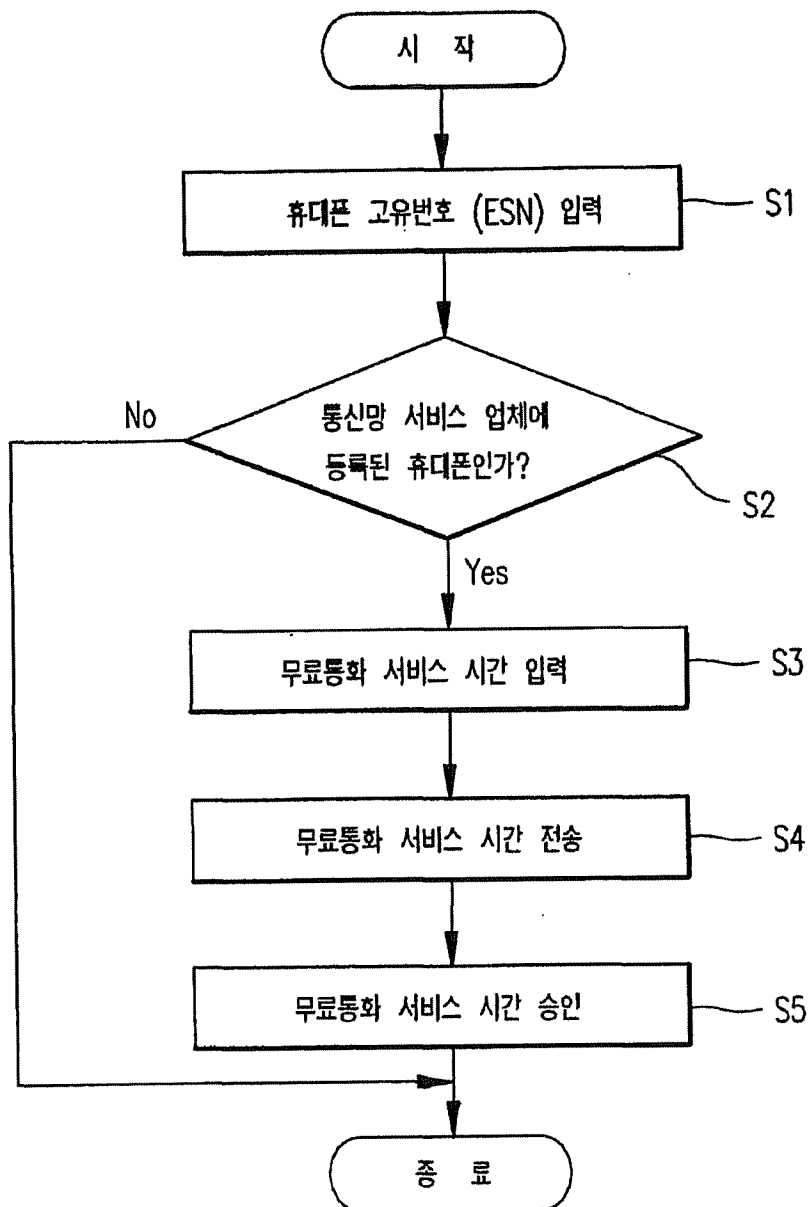 시 작
휴대폰 고유번호 (ESN) 입력
S1
No
통신망 서비스 업체에
등록된 휴대폰인가?
S2
Yes
무료통화 서비스 시간 입력
S3
무료통화 서비스 시간 전송
S4
무료통화 서비스 시간 승인
S5
종 료